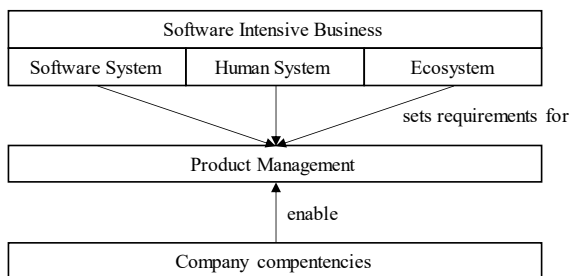 Software Intensive Business
Software System
Human System
Ecosystem
sets requirements for
Product Management
enable
Company compentencies